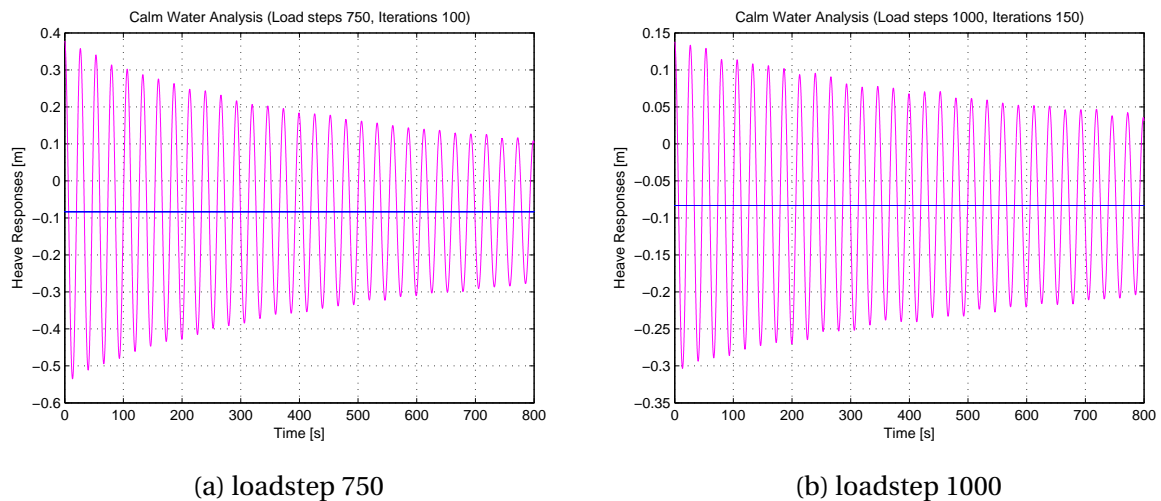 Calm Water Analysis (Load steps 750, Iterations 100)
0.4
0.3
0.2
0.1
0
−0.1
−0.2
−0.3
−0.4
−0.5
−0.6
Heave Responses [m]
0 100 200 300 400 500 600 700 800
Time [s]
(a) loadstep 750
Calm Water Analysis (Load steps 1000, Iterations 150)
0.15
0.1
0.05
0
−0.05
−0.1
−0.15
−0.2
−0.25
−0.3
−0.35
Heave Responses [m]
0 100 200 300 400 500 600 700 800
Time [s]
(b) loadstep 1000